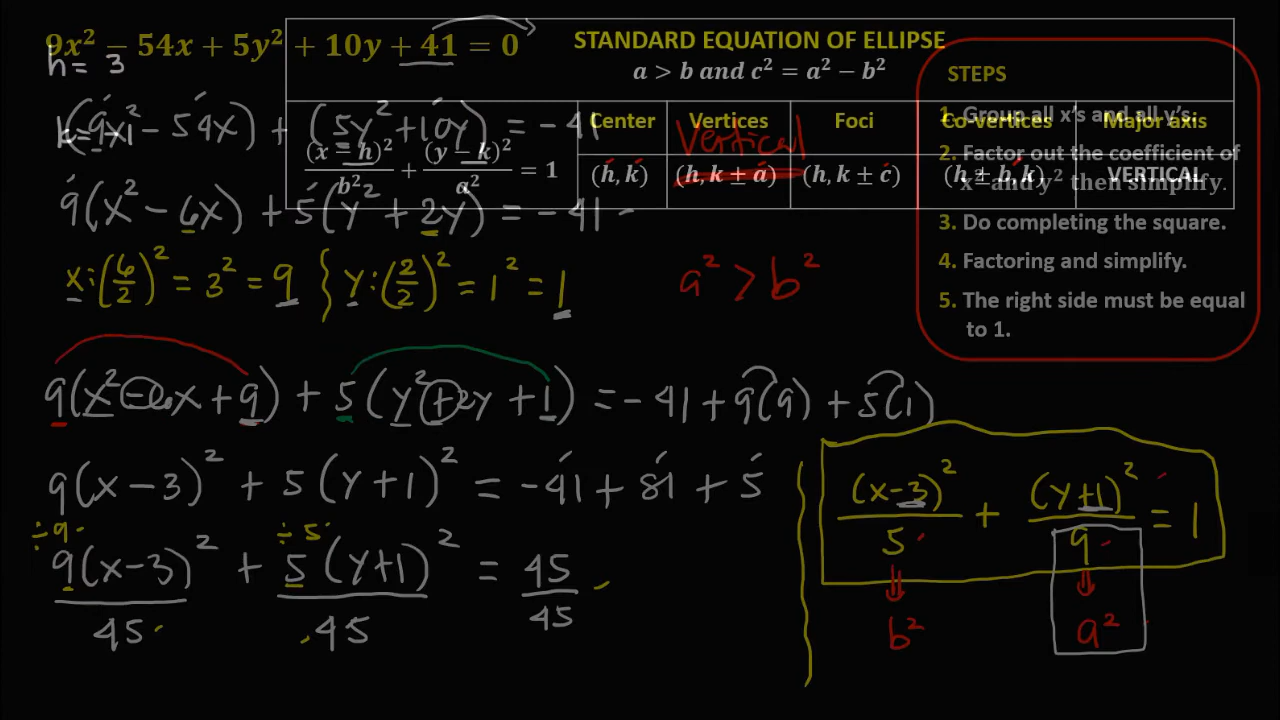 9x² − 54x + 5y² + 10y + 41 = 0
h = 3
k = -1
(9x² − 54x) + (5y² + 10y) = −41
9(x² − 6x) + 5(y² + 2y) = −41 -
x: (6/2)² = 3² = 9 } y: (2/2)² = 1² = 1
9(x² − 6x + 9) + 5(y² + 2y + 1) = −41 + 9(9) + 5(1)
9(x−3)² + 5(y+1)² = −41 + 81 + 5
÷9 ÷5
9(x−3)²/45 + 5(y+1)²/45 = 45/45
STANDARD EQUATION OF ELLIPSE
a > b and c² = a² − b²
(x − h)²/b² + (y − k)²/a² = 1
Center Vertices Foci Co-vertices Major axis
(h, k) (h, k ± a) (h, k ± c) (h ± b, k) VERTICAL
Vertical
a² > b²
STEPS
1. Group all x's and all y's.
2. Factor out the coefficient of
x² and y² then simplify.
3. Do completing the square.
4. Factoring and simplify.
5. The right side must be equal
to 1.
(x−3)²/5 + (y+1)²/9 = 1
b² a²